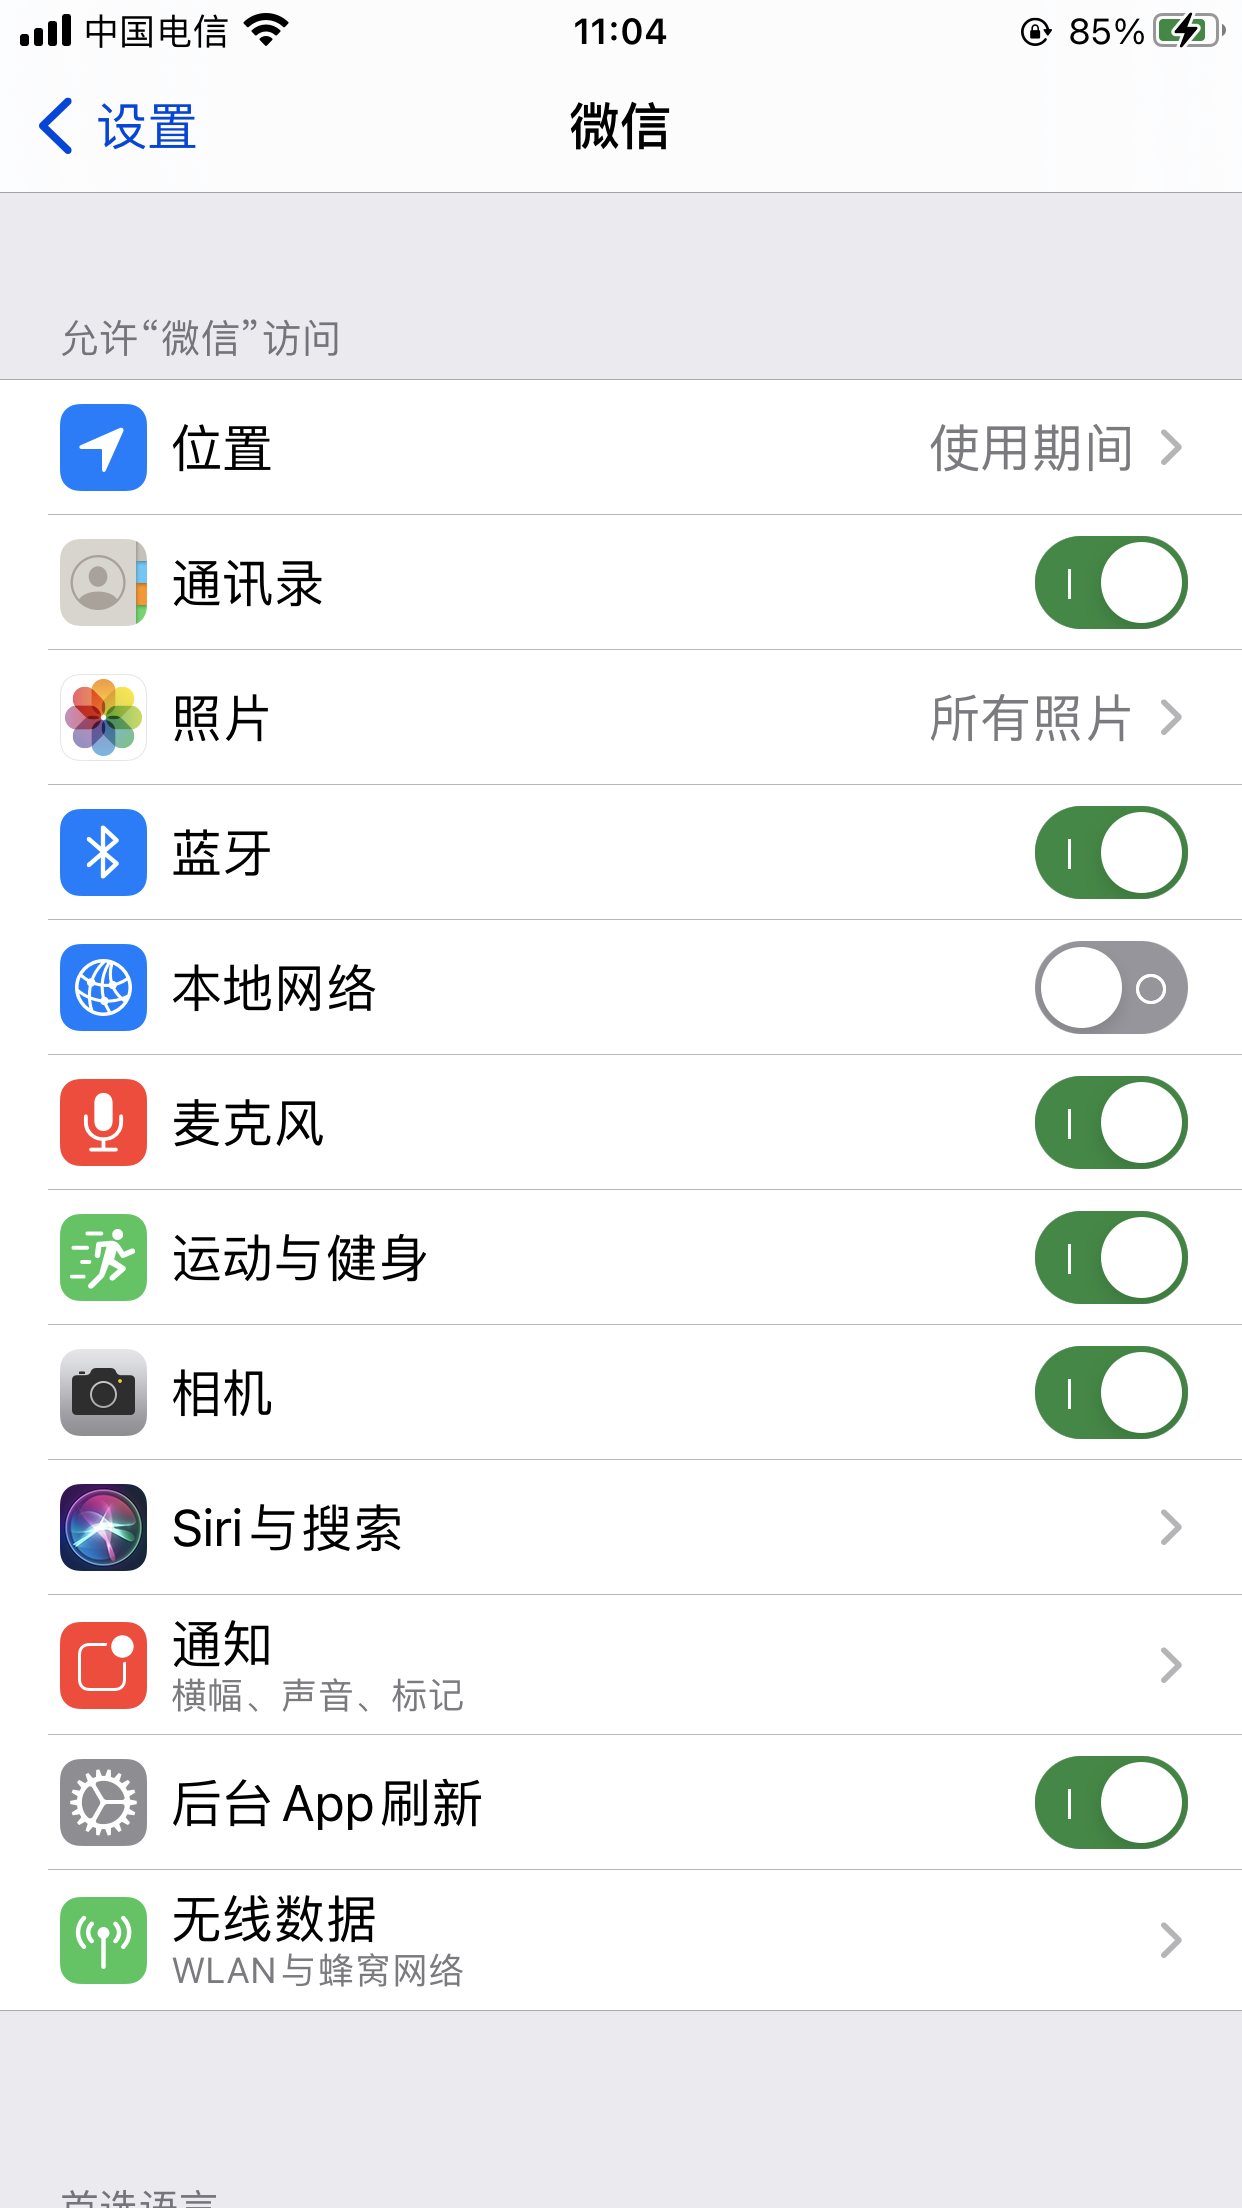 中国电信 11:04 85%
设置 微信
允许“微信”访问
位置 使用期间
通讯录
照片 所有照片
蓝牙
本地网络
麦克风
运动与健身
相机
Siri与搜索
通知
横幅、声音、标记
后台App刷新
无线数据
WLAN与蜂窝网络
首选语言